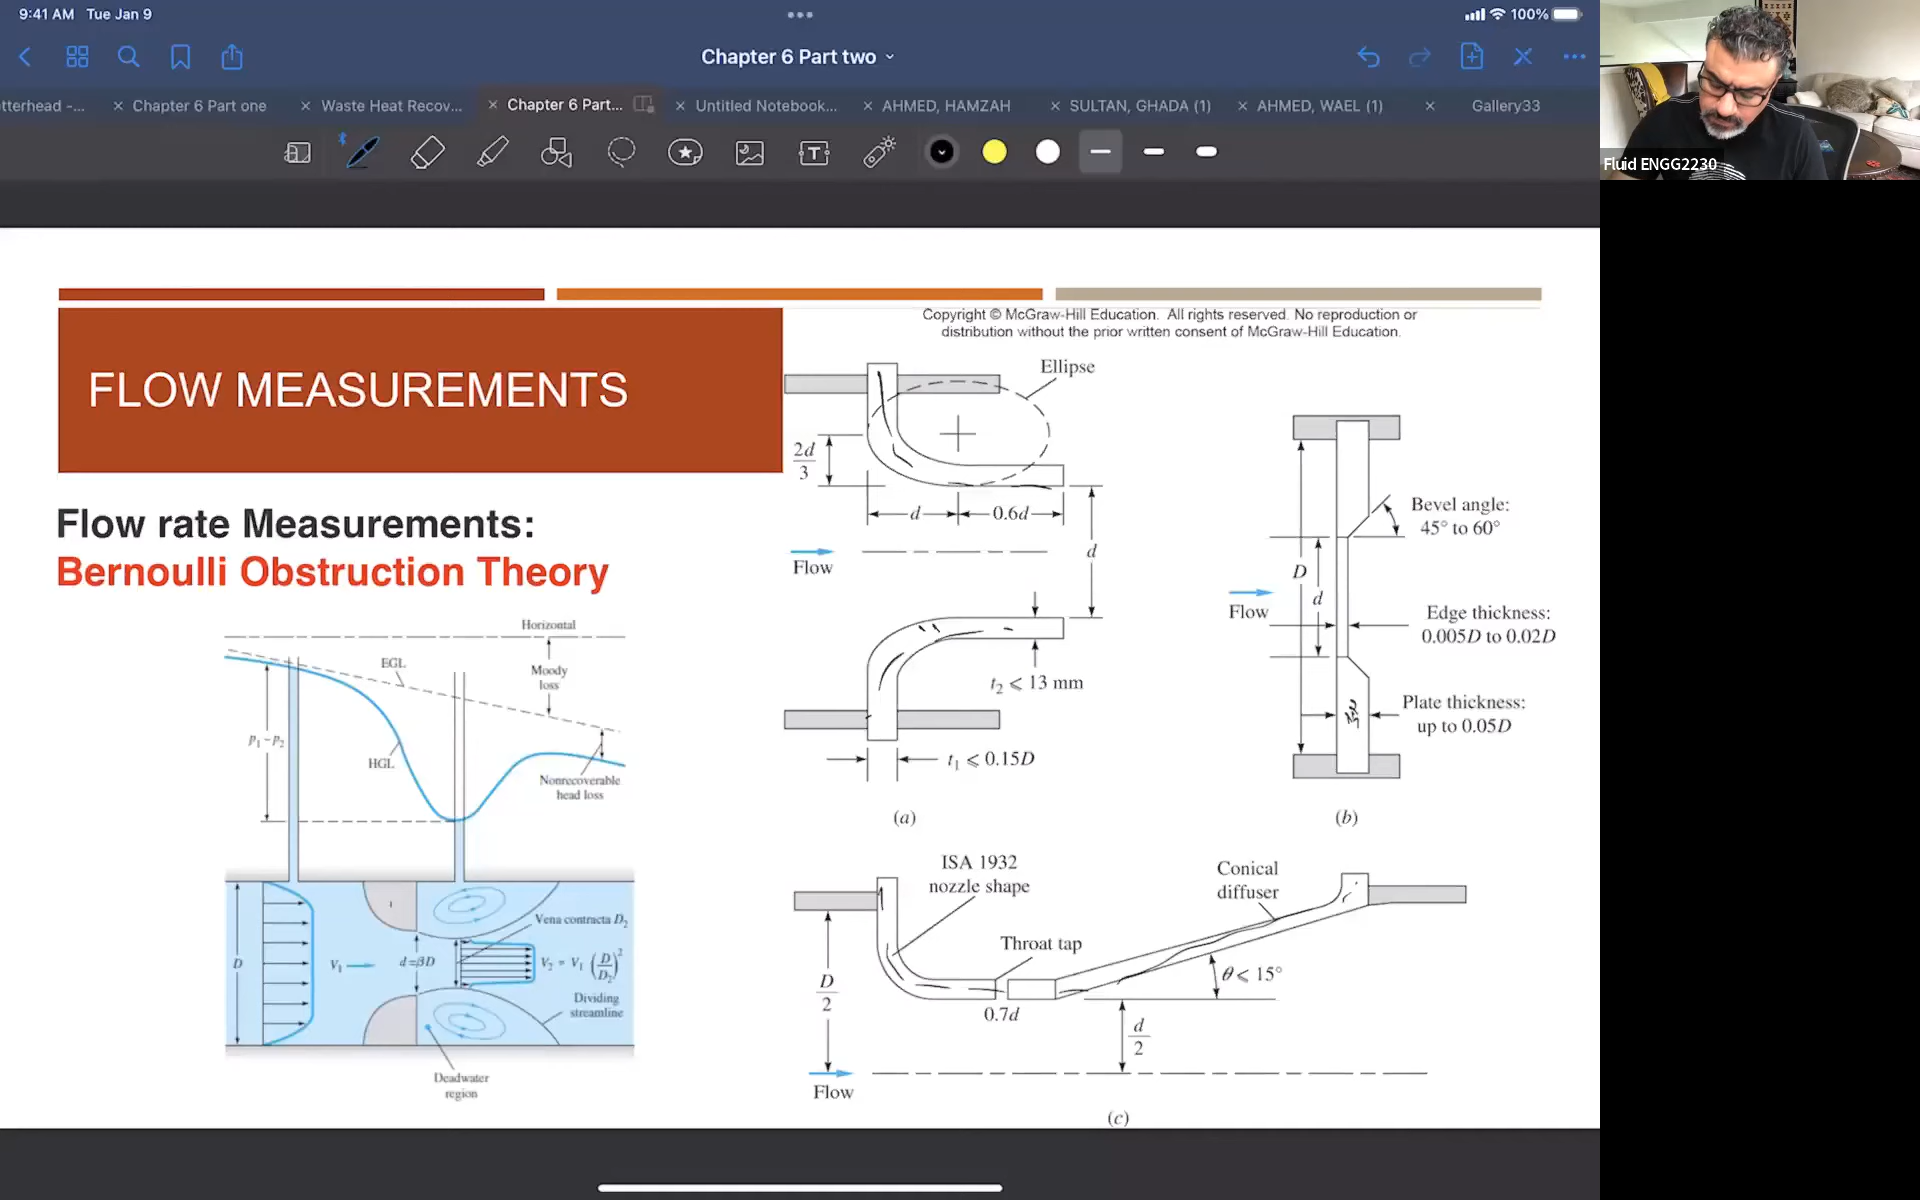 9:41 AM Tue Jan 9
100%
Chapter 6 Part two
tterhead -...
Chapter 6 Part one
Waste Heat Recov...
Chapter 6 Part...
Untitled Notebook...
AHMED, HAMZAH
SULTAN, GHADA (1)
AHMED, WAEL (1)
Gallery33
Fluid ENGG2230
Copyright © McGraw-Hill Education. All rights reserved. No reproduction or
distribution without the prior written consent of McGraw-Hill Education.
FLOW MEASUREMENTS
Flow rate Measurements:
Bernoulli Obstruction Theory
Horizontal
EGL
Moody
loss
p₁ – p₂
HGL
Nonrecoverable
head loss
Vena contracta D₂
D
V₁
d = βD
V₂ = V₁ (D/D₂)²
Dividing
streamline
Deadwater
region
Ellipse
2d/3
d
0.6d
d
Flow
t₂ ⩽ 13 mm
t₁ ⩽ 0.15D
(a)
Bevel angle:
45° to 60°
D
d
Flow
Edge thickness:
0.005D to 0.02D
Plate thickness:
up to 0.05D
(b)
ISA 1932
nozzle shape
Conical
diffuser
Throat tap
D/2
0.7d
θ < 15°
d/2
Flow
(c)